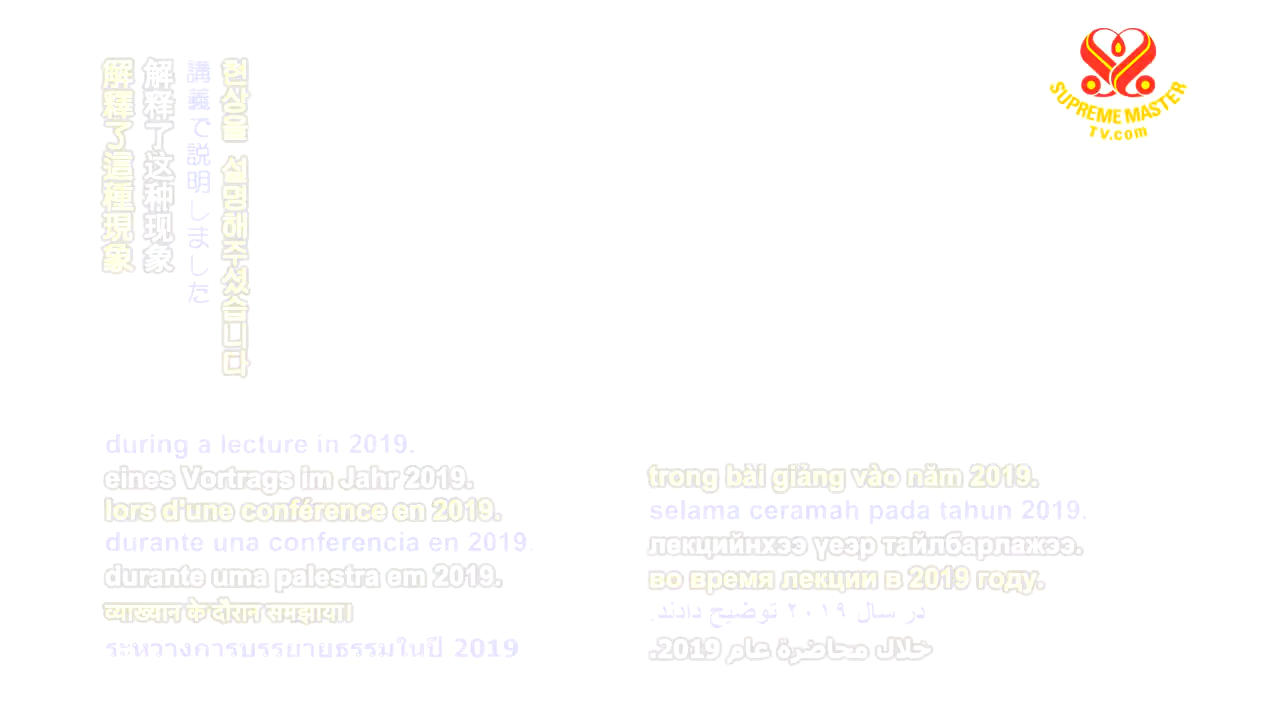 解釋了這種現象
解释了这种现象
講義で説明しました
현상을 설명해주셨습니다
SUPREME MASTER
TV.com
during a lecture in 2019.
eines Vortrags im Jahr 2019.
lors d'une conférence en 2019.
durante una conferencia en 2019.
durante uma palestra em 2019.
व्याख्यान के दौरान समझाया।
ระหว่างการบรรยายธรรมในปี 2019
trong bài giảng vào năm 2019.
selama ceramah pada tahun 2019.
лекцийнхээ үеэр тайлбарлажээ.
во время лекции в 2019 году.
در سال ۲۰۱۹ توضیح دادند.
خلال محاضرة عام 2019.